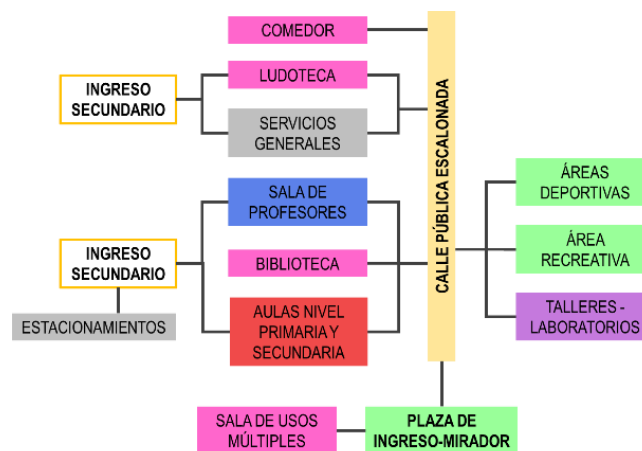 COMEDOR
LUDOTECA
INGRESO
SECUNDARIO
SERVICIOS
GENERALES
CALLE PÚBLICA ESCALONADA
ÁREAS
DEPORTIVAS
SALA DE
PROFESORES
ÁREA
RECREATIVA
INGRESO
SECUNDARIO
BIBLIOTECA
ESTACIONAMIENTOS
AULAS NIVEL
PRIMARIA Y
SECUNDARIA
TALLERES -
LABORATORIOS
SALA DE USOS
MÚLTIPLES
PLAZA DE
INGRESO-MIRADOR